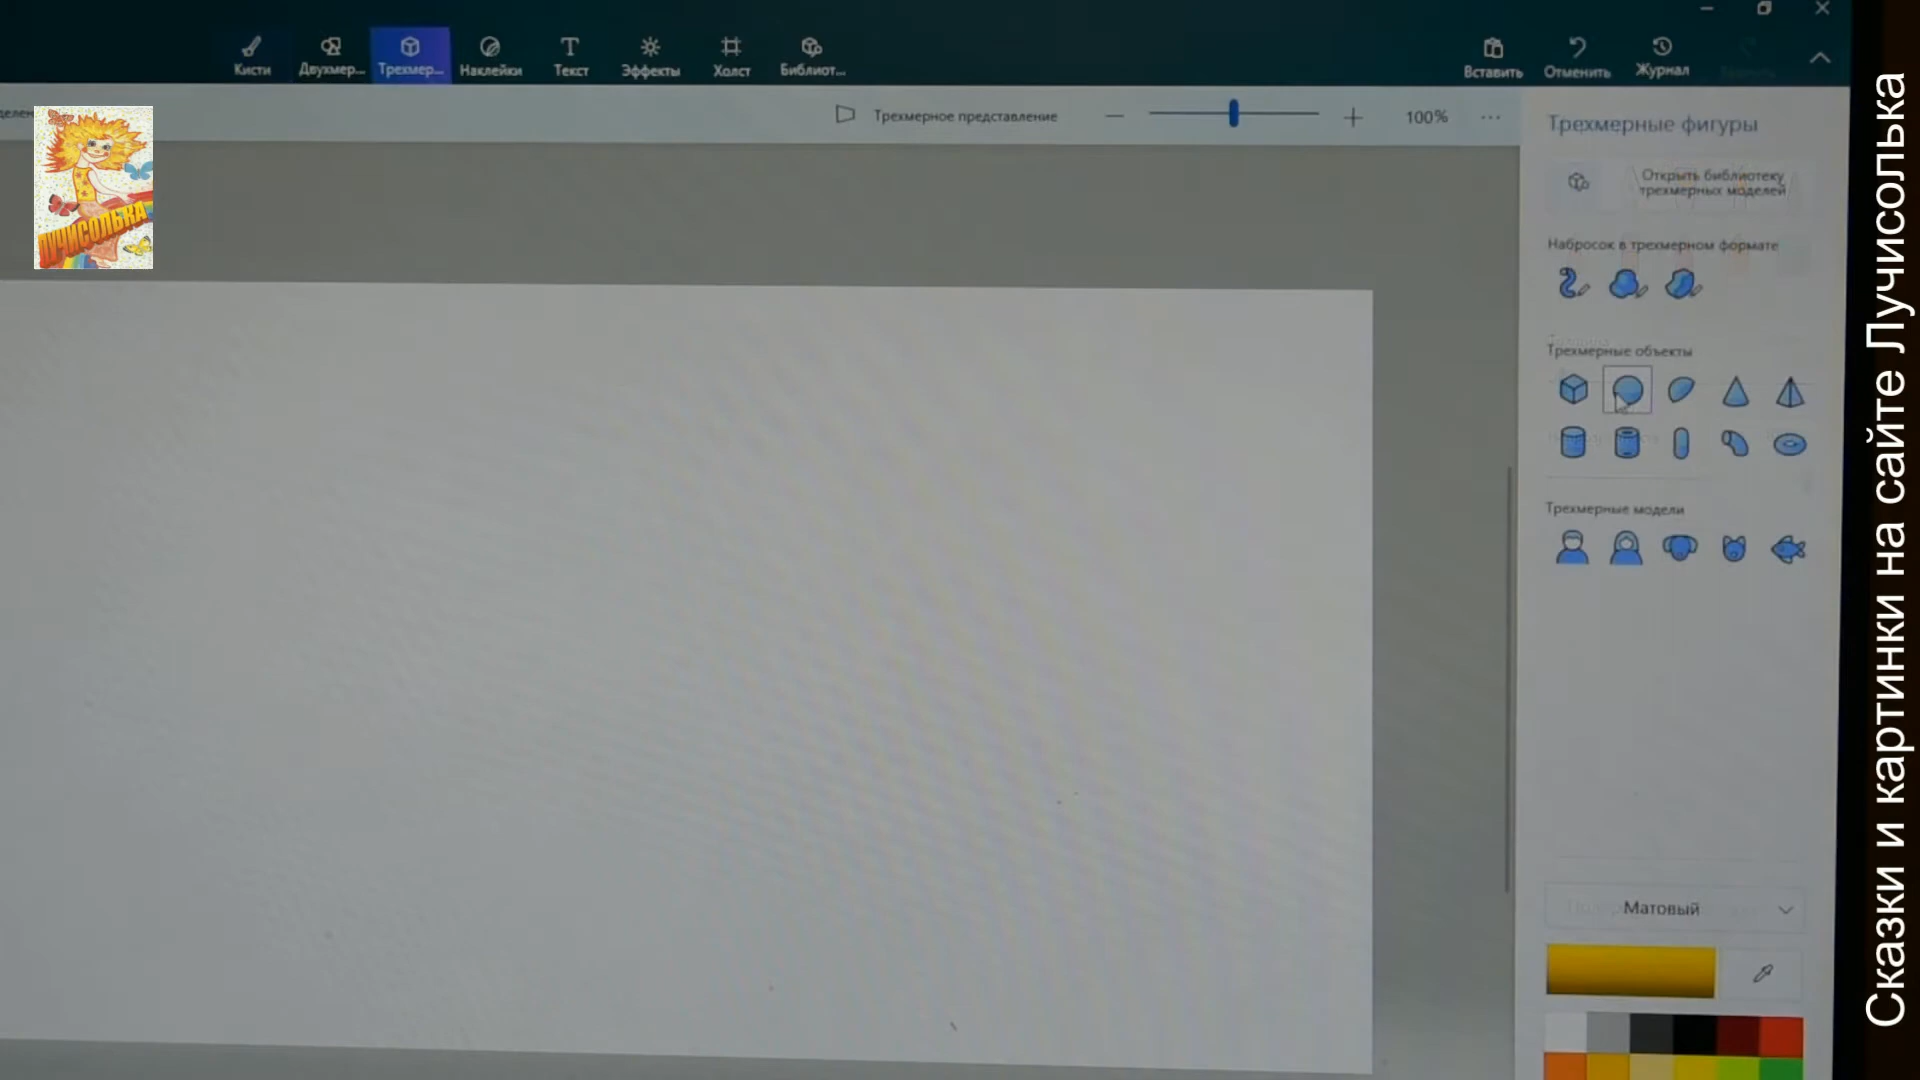 Кисти
Двухмер...
Трехмер...
Наклейки
Текст
Эффекты
Холст
Библиот...
Вставить
Отменить
Журнал
Трехмерное представление
100%
Трехмерные фигуры
Открыть библиотеку
трехмерных моделей
Набросок в трехмерном формате
Трехмерные объекты
Трехмерные модели
Матовый
ЛУЧИСОЛЬКА
Сказки и картинки на сайте Лучисолька